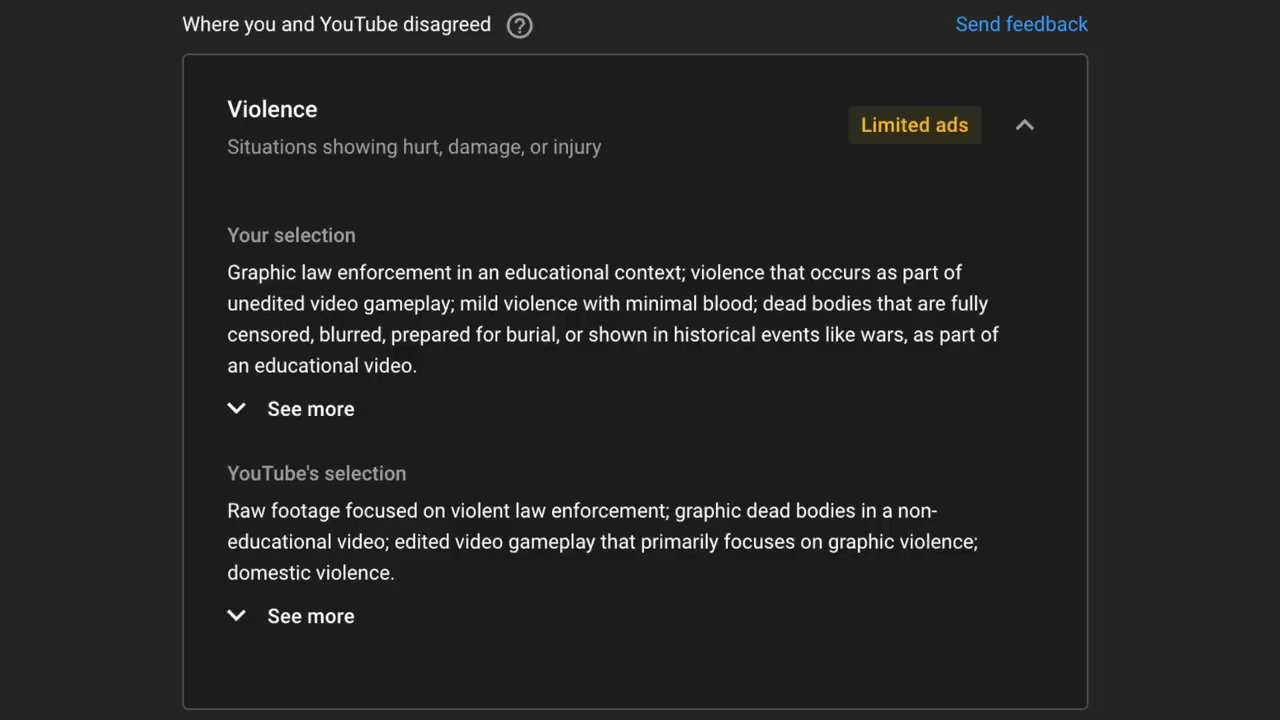 Where you and YouTube disagreed ?
Send feedback
Violence
Limited ads
Situations showing hurt, damage, or injury
Your selection
Graphic law enforcement in an educational context; violence that occurs as part of
unedited video gameplay; mild violence with minimal blood; dead bodies that are fully
censored, blurred, prepared for burial, or shown in historical events like wars, as part of
an educational video.
See more
YouTube's selection
Raw footage focused on violent law enforcement; graphic dead bodies in a non-
educational video; edited video gameplay that primarily focuses on graphic violence;
domestic violence.
See more